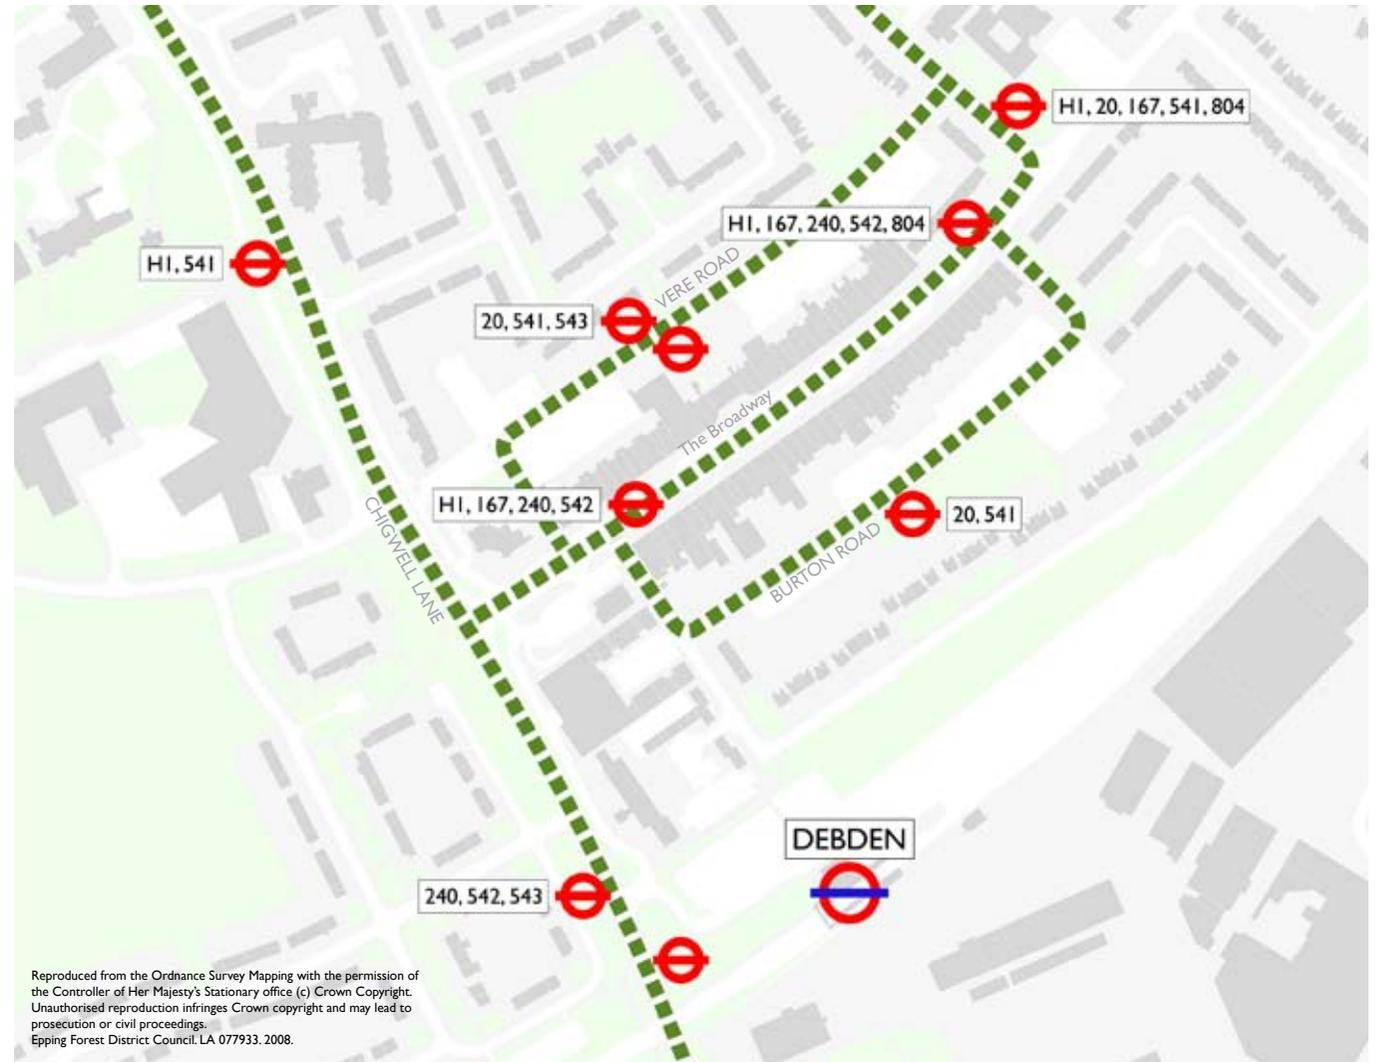 H1, 20, 167, 541, 804
H1, 167, 240, 542, 804
H1, 541
VERE ROAD
20, 541, 543
The Broadway
H1, 167, 240, 542
CHIGWELL LANE
20, 541
BURTON ROAD
DEBDEN
240, 542, 543
Reproduced from the Ordnance Survey Mapping with the permission of
the Controller of Her Majesty's Stationary office (c) Crown Copyright.
Unauthorised reproduction infringes Crown copyright and may lead to
prosecution or civil proceedings.
Epping Forest District Council. LA 077933. 2008.